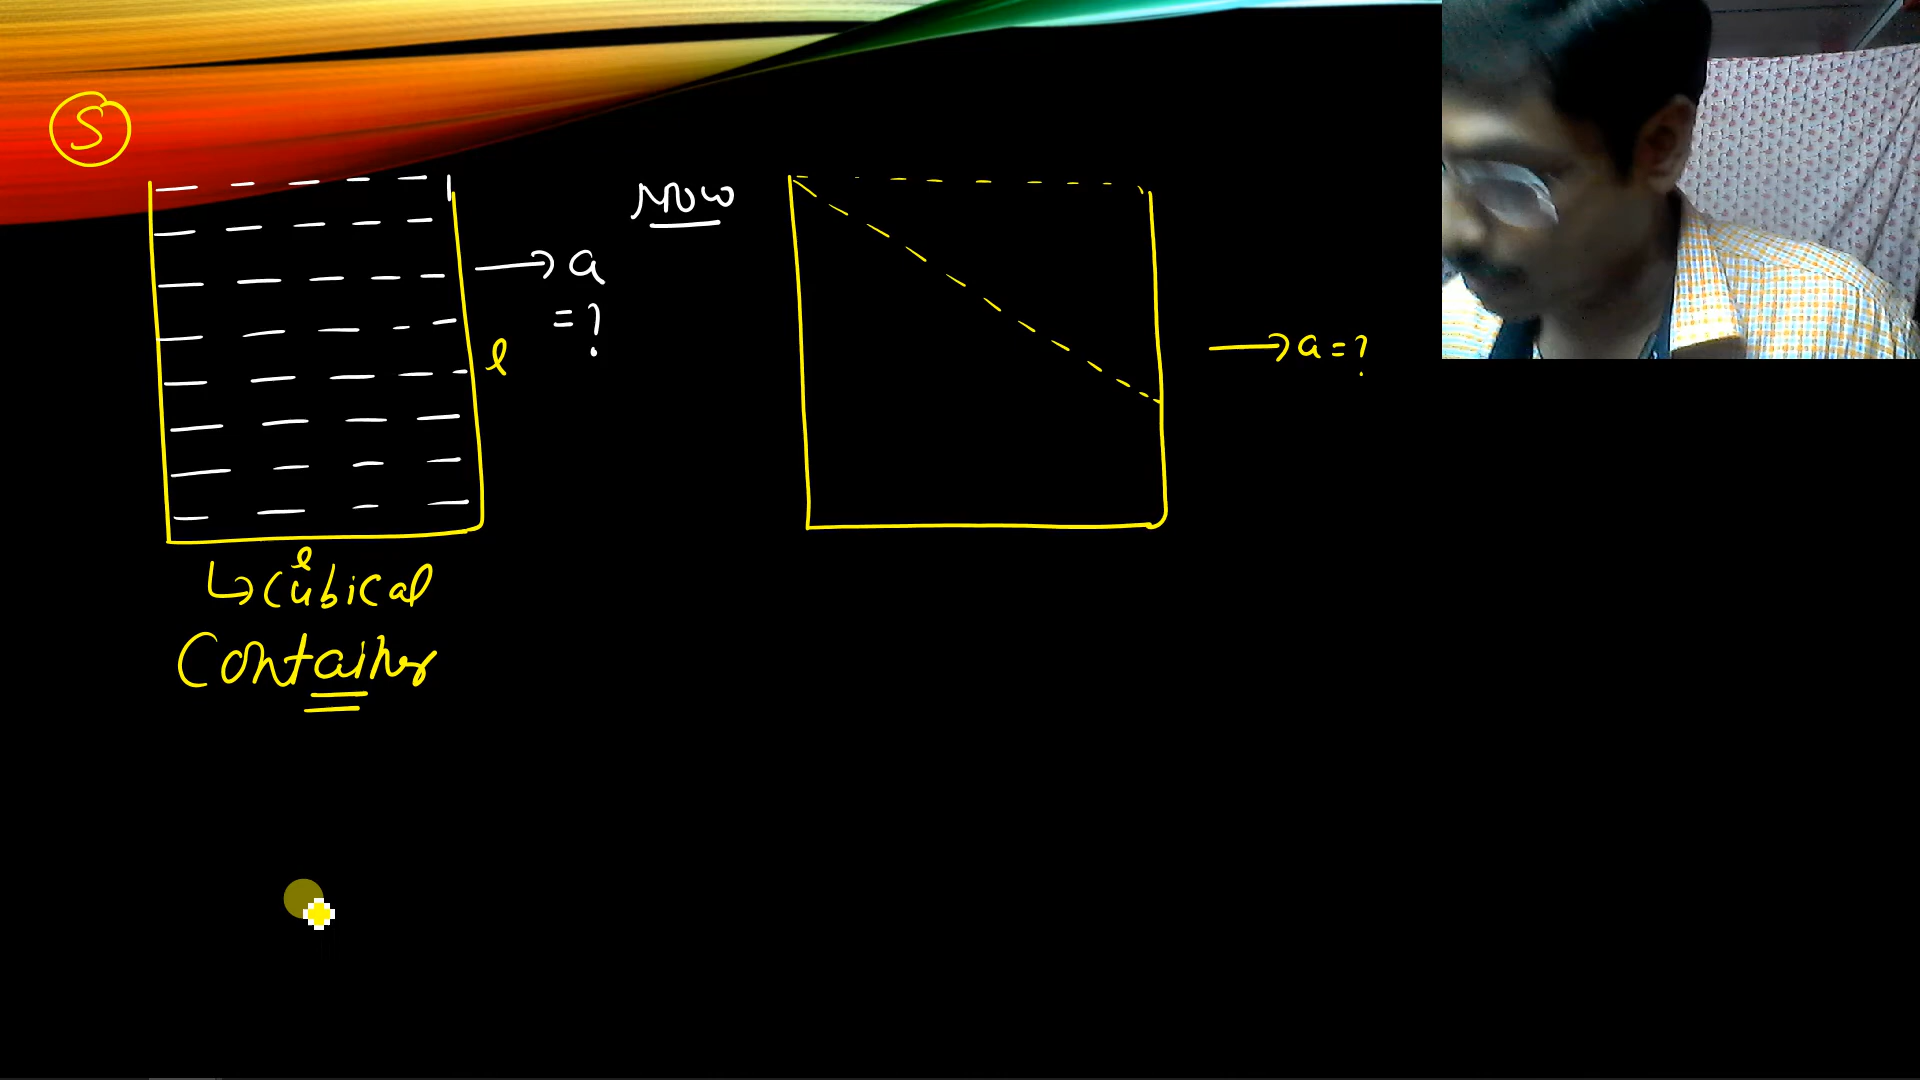 S
→ a
= ?
l
l
↳ Cubical
Container
Now
→ a = ?